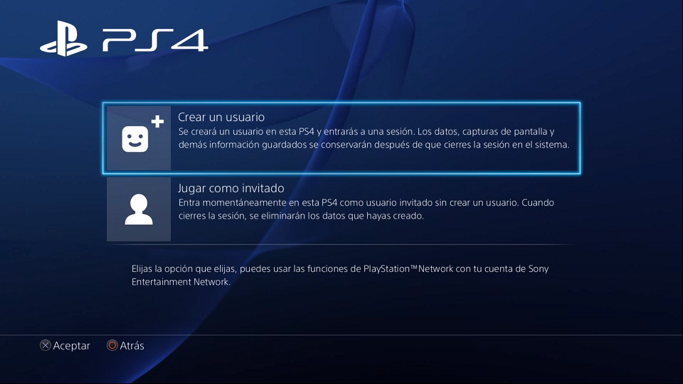 PS4
Crear un usuario
Se creará un usuario en esta PS4 y entrarás a una sesión. Los datos, capturas de pantalla y
demás información guardados se conservarán después de que cierres la sesión en el sistema.
Jugar como invitado
Entra momentáneamente en esta PS4 como usuario invitado sin crear un usuario. Cuando
cierres la sesión, se eliminarán los datos que hayas creado.
Elijas la opción que elijas, puedes usar las funciones de PlayStation™Network con tu cuenta de Sony
Entertainment Network.
Aceptar Atrás